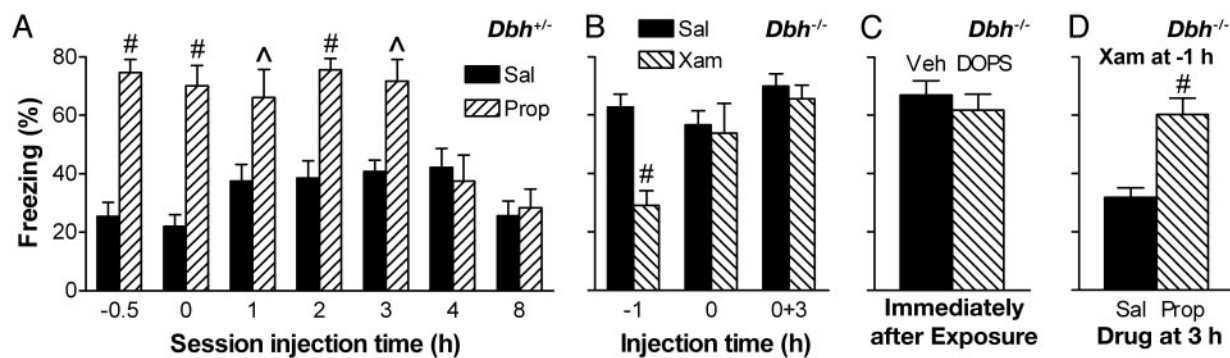 A
Dbh+/-
# # ^ # ^
Sal
Prop
Freezing (%)
80
60
40
20
0
-0.5 0 1 2 3 4 8
Session injection time (h)
B
Dbh-/-
Sal
Xam
#
-1 0 0+3
Injection time (h)
C
Dbh-/-
Veh DOPS
Immediately
after Exposure
D
Dbh-/-
Xam at -1 h
#
Sal Prop
Drug at 3 h